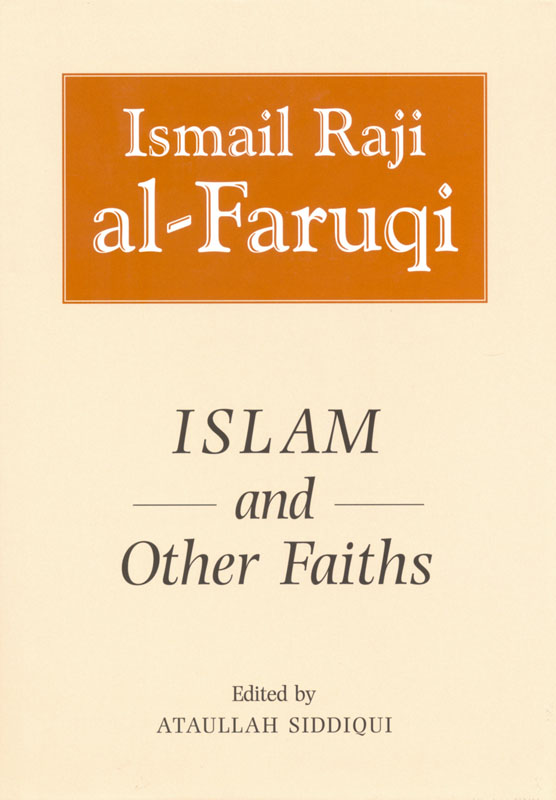 Ismail Raji
al-Faruqi
ISLAM
and
Other Faiths
Edited by
ATAULLAH SIDDIQUI